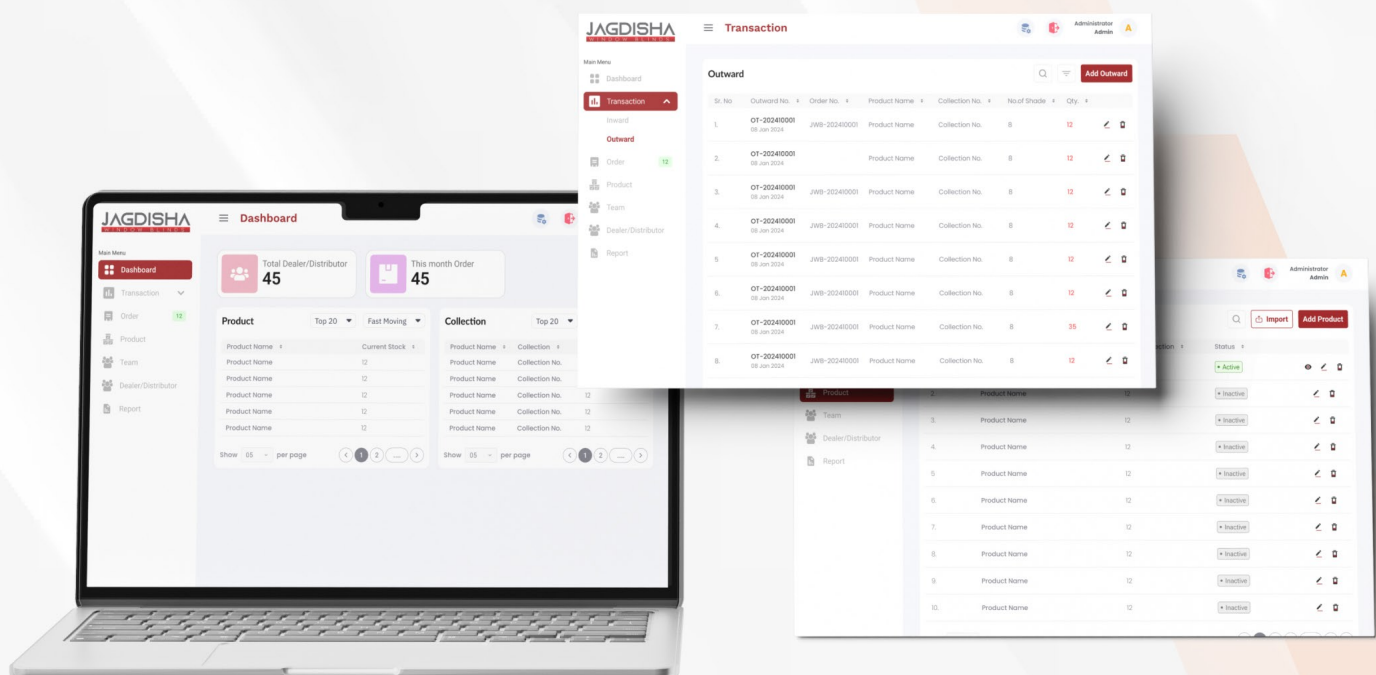 JAGDISHA
WINDOW BLINDS
Transaction
Administrator
Admin
A
Main Menu
Dashboard
Transaction
Inward
Outward
Order 12
Product
Team
Dealer/Distributor
Report
Outward
Add Outward
Sr. No Outward No. Order No. Product Name Collection No. No.of Shade Qty.
1. OT-202410001 JWB-202410001 Product Name Collection No. 8 12
08 Jan 2024
2. OT-202410001 Product Name Collection No. 8 12
08 Jan 2024
3. OT-202410001 JWB-202410001 Product Name Collection No. 8 12
08 Jan 2024
4. OT-202410001 JWB-202410001 Product Name Collection No. 8 12
08 Jan 2024
5. OT-202410001 JWB-202410001 Product Name Collection No. 8 12
08 Jan 2024
6. OT-202410001 JWB-202410001 Product Name Collection No. 8 12
08 Jan 2024
7. OT-202410001 JWB-202410001 Product Name Collection No. 8 35
08 Jan 2024
8. OT-202410001 JWB-202410001 Product Name Collection No. 8 12
08 Jan 2024
JAGDISHA
WINDOW BLINDS
Dashboard
Main Menu
Dashboard
Transaction
Order 12
Product
Team
Dealer/Distributor
Report
Total Dealer/Distributor
45
This month Order
45
Product Top 20 Fast Moving
Product Name Current Stock
Product Name 12
Product Name 12
Product Name 12
Product Name 12
Product Name 12
Show 05 per page 1 2 ....
Collection Top 20
Product Name Collection
Product Name Collection No.
Product Name Collection No.
Product Name Collection No. 12
Product Name Collection No. 12
Product Name Collection No. 12
Show 05 per page 1 2 ....
Administrator
Admin
A
Import
Add Product
Status
Active
Product
Team
Dealer/Distributor
Report
2. Product Name 12 Inactive
3. Product Name 12 Inactive
4. Product Name 12 Inactive
5. Product Name 12 Inactive
6. Product Name 12 Inactive
7. Product Name 12 Inactive
8. Product Name 12 Inactive
9. Product Name 12 Inactive
10. Product Name 12 Inactive